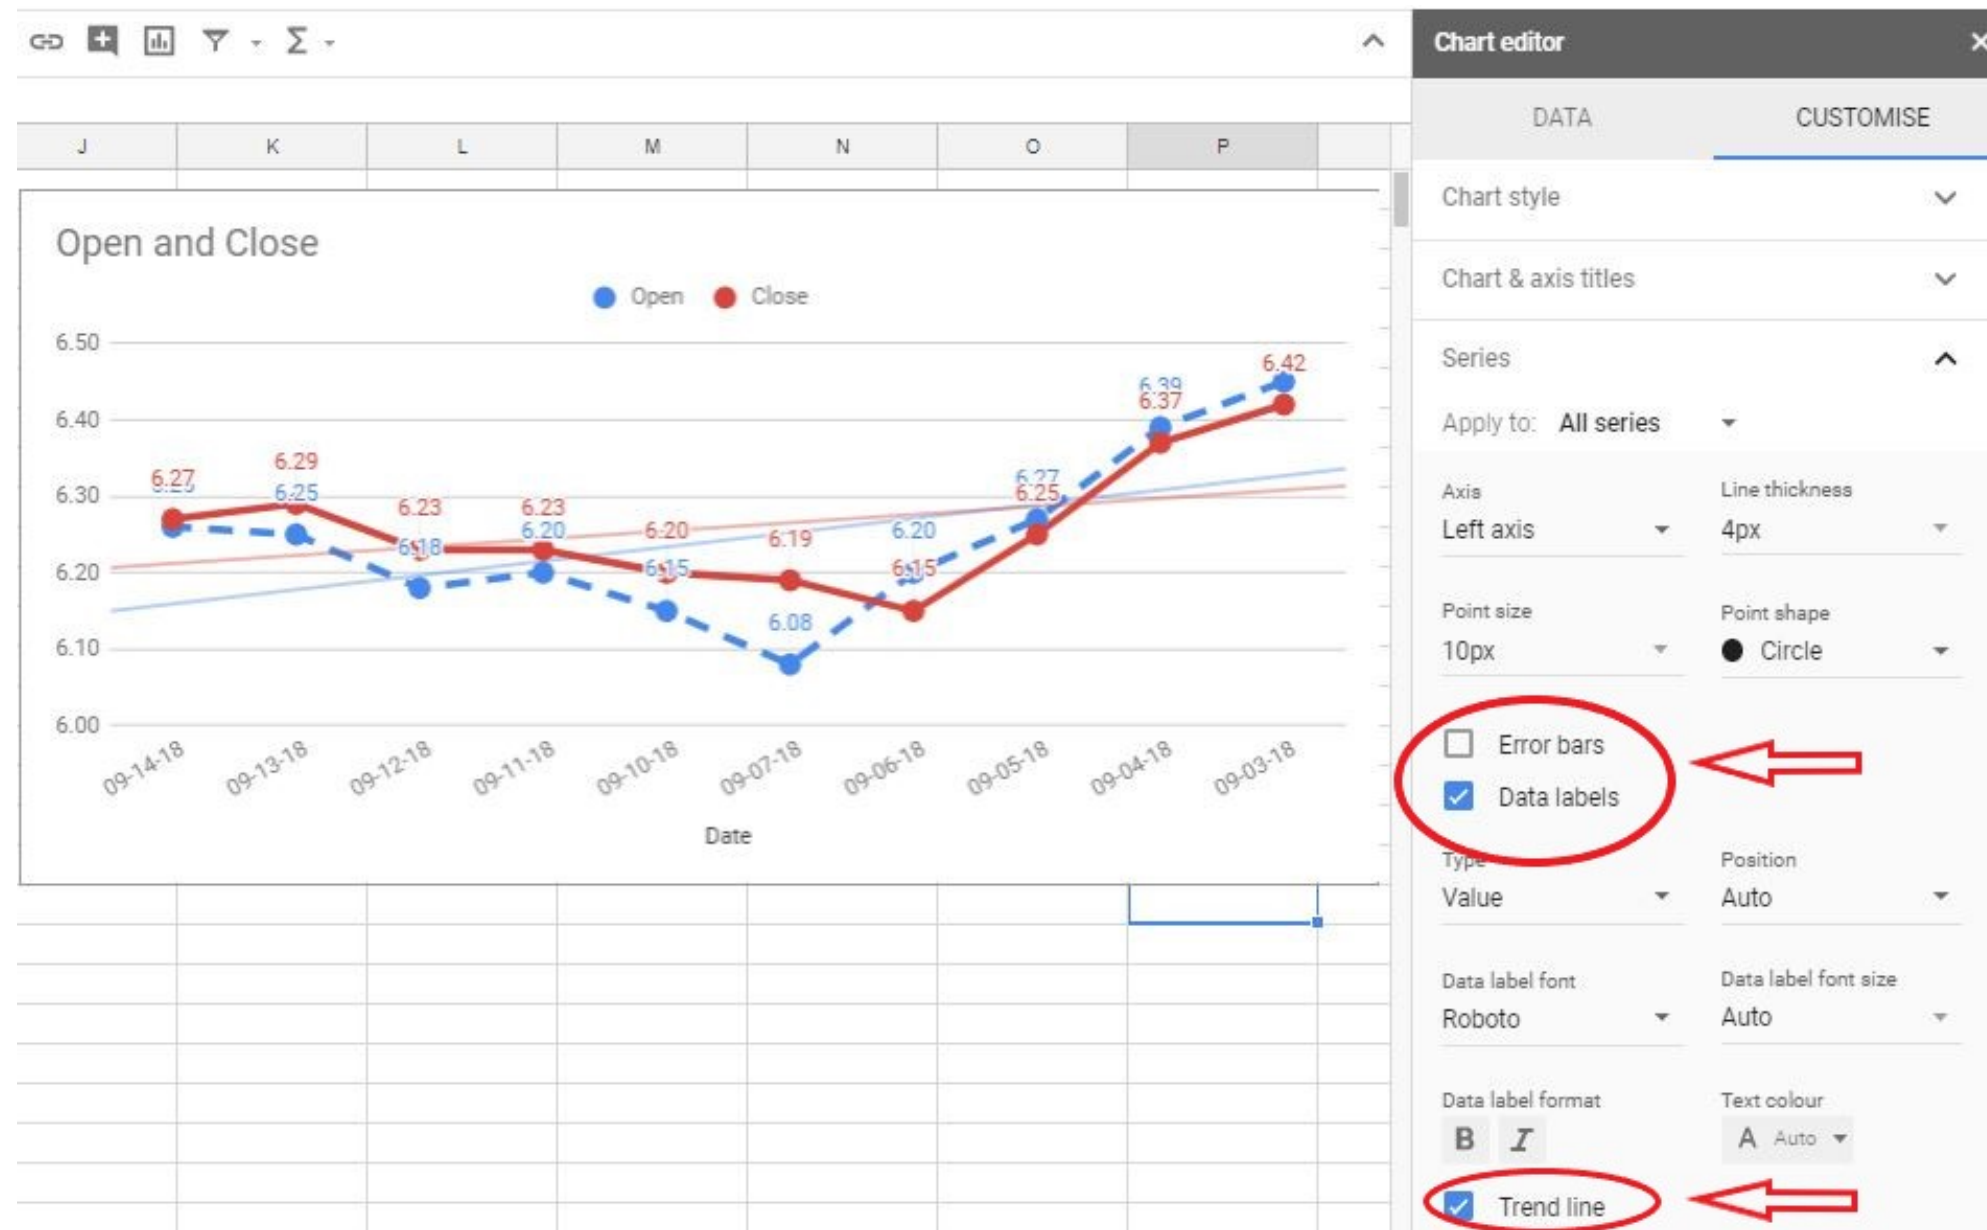 Chart editor
DATA CUSTOMISE
J K L M N O P
Open and Close
Open Close
6.50
6.40
6.30
6.20
6.10
6.00
6.27 6.29 6.23 6.23 6.20 6.19 6.15 6.25 6.37 6.42
6.25 6.18 6.20 6.15 6.08 6.20 6.27 6.39
09-14-18 09-13-18 09-12-18 09-11-18 09-10-18 09-07-18 09-06-18 09-05-18 09-04-18 09-03-18
Date
Chart style
Chart & axis titles
Series
Apply to: All series
Axis Line thickness
Left axis 4px
Point size Point shape
10px Circle
Error bars
Data labels
Type Position
Value Auto
Data label font Data label font size
Roboto Auto
Data label format Text colour
B I A Auto
Trend line